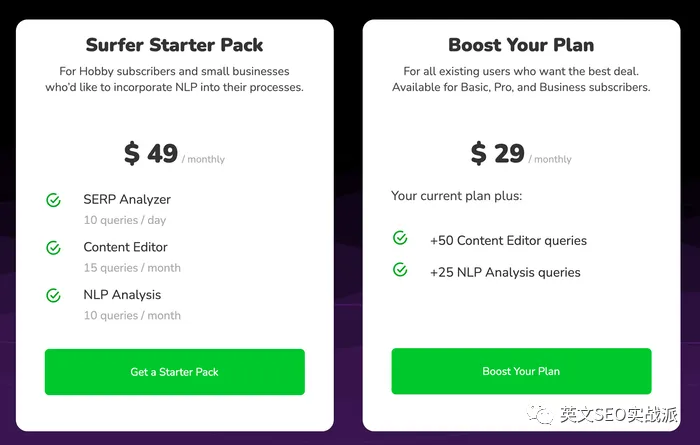 Surfer Starter Pack
For Hobby subscribers and small businesses
who'd like to incorporate NLP into their processes.
$ 49 / monthly
SERP Analyzer
10 queries / day
Content Editor
15 queries / month
NLP Analysis
10 queries / month
Get a Starter Pack
Boost Your Plan
For all existing users who want the best deal.
Available for Basic, Pro, and Business subscribers.
$ 29 / monthly
Your current plan plus:
+50 Content Editor queries
+25 NLP Analysis queries
Boost Your Plan
英文SEO实战派